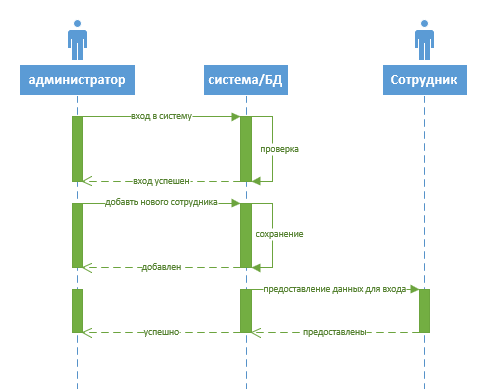 администратор
система/БД
Сотрудник
вход в систему
проверка
вход успешен
добавть нового сотрудника
сохранение
добавлен
предоставление данных для входа
успешно
предоставлены